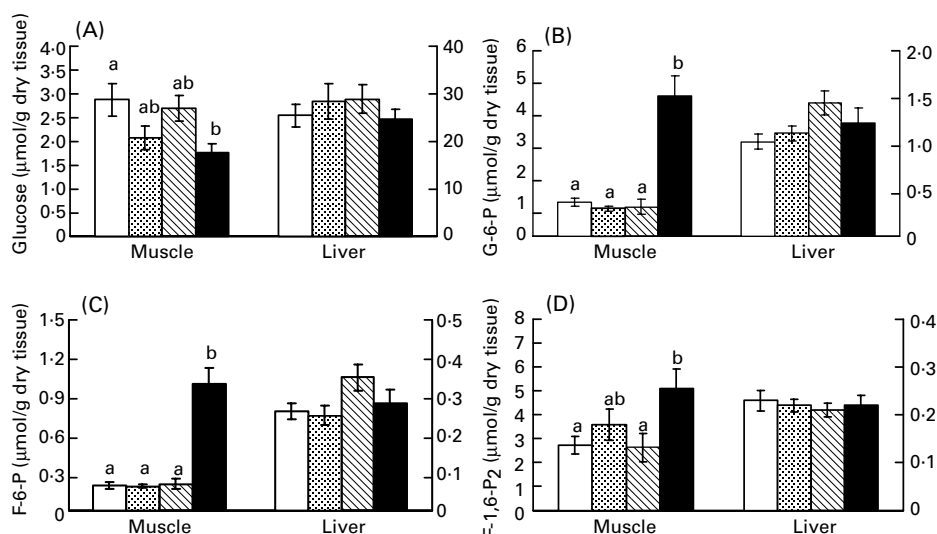 (A)
Glucose (μmol/g dry tissue)
4·0
3·5
3·0
2·5
2·0
1·5
1·0
0·5
0
a
ab
ab
b
40
30
20
10
0
Muscle
Liver
(B)
G-6-P (μmol/g dry tissue)
6
5
4
3
2
1
0
a
a
a
b
2·0
1·5
1·0
0·5
0
Muscle
Liver
(C)
F-6-P (μmol/g dry tissue)
1·5
1·2
0·9
0·6
0·3
0
a
a
a
b
0·5
0·4
0·3
0·2
0·1
0
Muscle
Liver
(D)
F-1,6-P2 (μmol/g dry tissue)
8
7
6
5
4
3
2
1
0
a
ab
a
b
0·4
0·3
0·2
0·1
0
Muscle
Liver